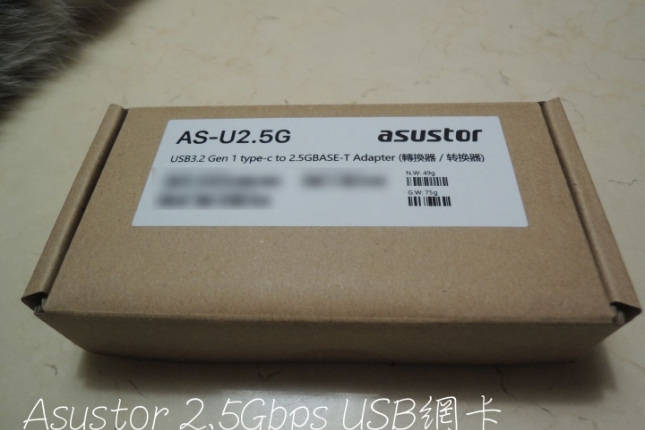 AS-U2.5G
asustor
USB3.2 Gen 1 type-c to 2.5GBASE-T Adapter (轉換器 / 转换器)
N.W: 49g
G.W: 75g
Asustor 2.5Gbps USB網卡